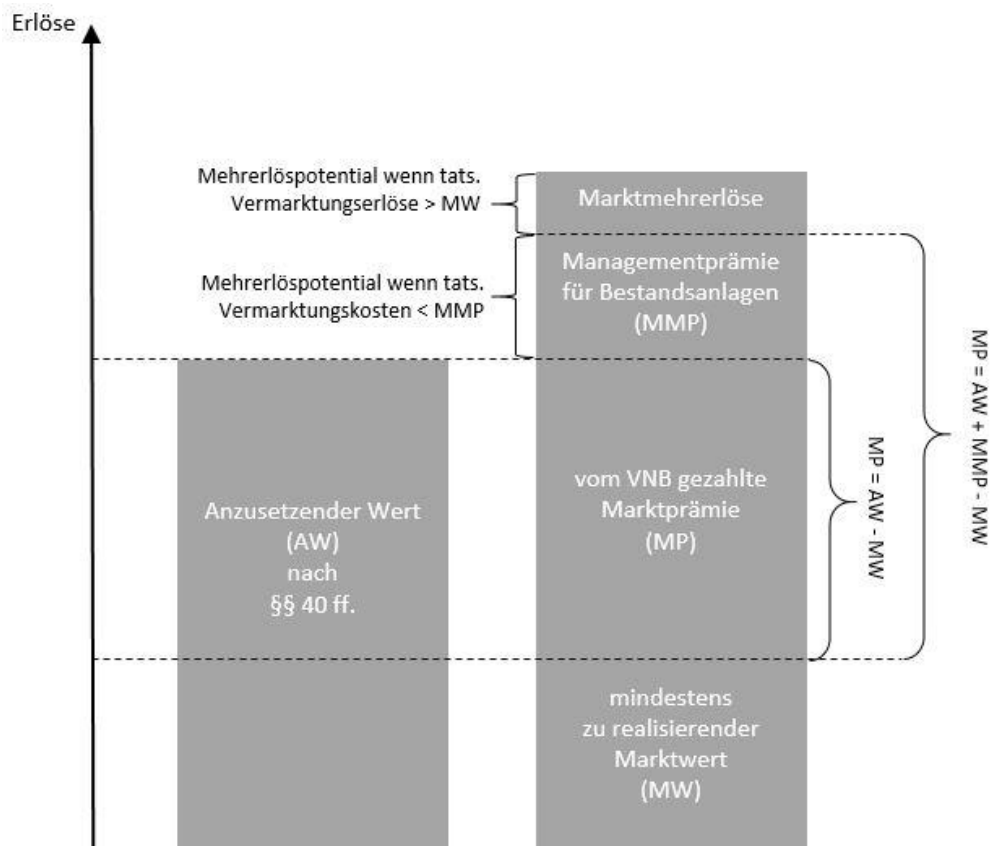 Erlöse
Mehrerlöspotential wenn tats.
Vermarktungserlöse > MW
Marktmehrerlöse
Mehrerlöspotential wenn tats.
Vermarktungskosten < MMP
Managementprämie
für Bestandsanlagen
(MMP)
Anzusetzender Wert
(AW)
nach
§§ 40 ff.
vom VNB gezahlte
Marktprämie
(MP)
MP = AW - MW
MP = AW + MMP - MW
mindestens
zu realisierender
Marktwert
(MW)